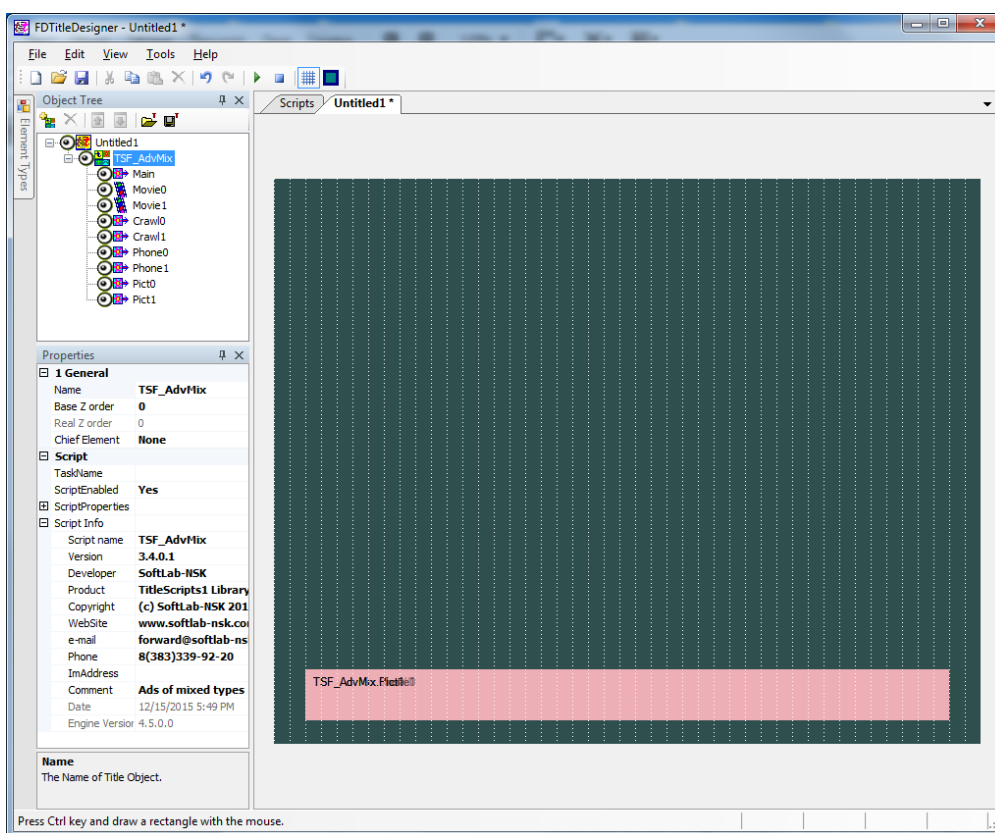 FDTitleDesigner - Untitled1 *
File Edit View Tools Help
Element Types
Object Tree
Untitled1
TSF_AdvMix
Main
Movie0
Movie1
Crawl0
Crawl1
Phone0
Phone1
Pict0
Pict1
Properties
1 General
Name TSF_AdvMix
Base Z order 0
Real Z order 0
Chief Element None
Script
TaskName
ScriptEnabled Yes
ScriptProperties
Script Info
Script name TSF_AdvMix
Version 3.4.0.1
Developer SoftLab-NSK
Product TitleScripts1 Library
Copyright (c) SoftLab-NSK 201
WebSite www.softlab-nsk.co
e-mail forward@softlab-ns
Phone 8(383)339-92-20
ImAddress
Comment Ads of mixed types
Date 12/15/2015 5:49 PM
Engine Version 4.5.0.0
Name
The Name of Title Object.
Scripts Untitled1 *
Press Ctrl key and draw a rectangle with the mouse.